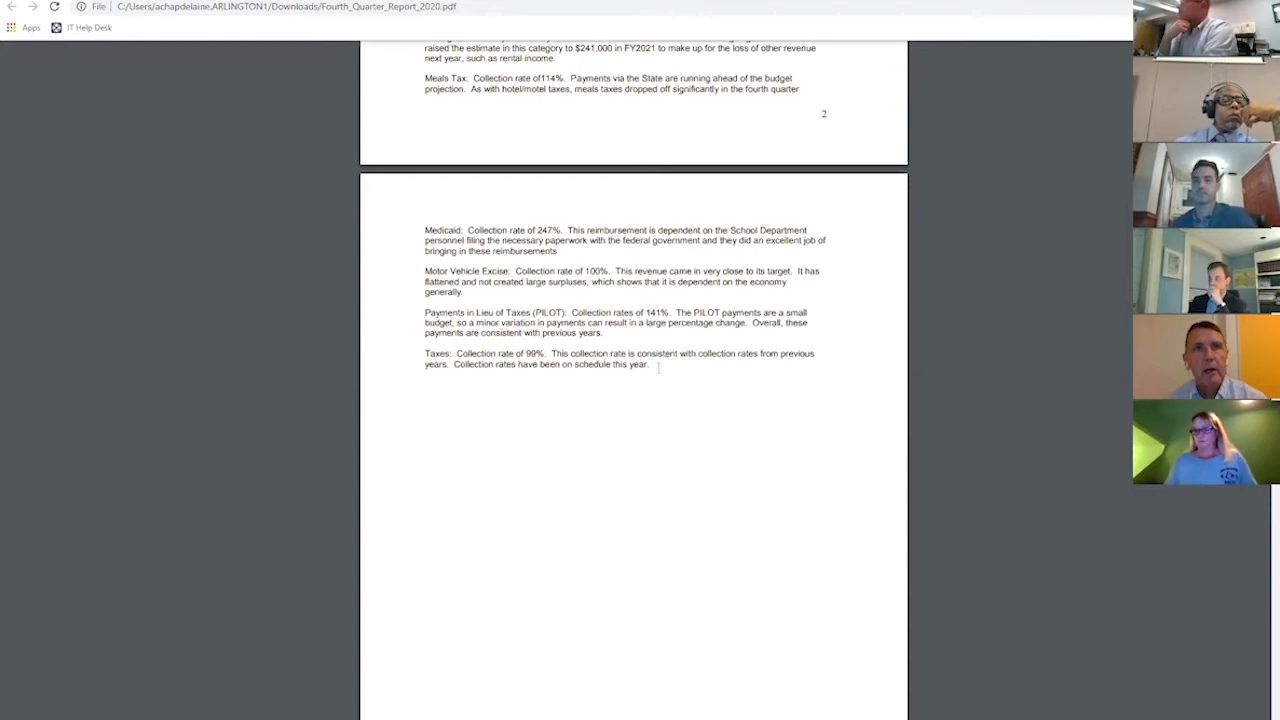 File | C:/Users/achapdelaine.ARLINGTON1/Downloads/Fourth_Quarter_Report_2020.pdf
Apps IT Help Desk
raised the estimate in this category to $241,000 in FY2021 to make up for the loss of other revenue
next year, such as rental income.
Meals Tax: Collection rate of114%. Payments via the State are running ahead of the budget
projection. As with hotel/motel taxes, meals taxes dropped off significantly in the fourth quarter
2
Medicaid: Collection rate of 247%. This reimbursement is dependent on the School Department
personnel filing the necessary paperwork with the federal government and they did an excellent job of
bringing in these reimbursements
Motor Vehicle Excise: Collection rate of 100%. This revenue came in very close to its target. It has
flattened and not created large surpluses, which shows that it is dependent on the economy
generally.
Payments in Lieu of Taxes (PILOT): Collection rates of 141%. The PILOT payments are a small
budget, so a minor variation in payments can result in a large percentage change. Overall, these
payments are consistent with previous years.
Taxes: Collection rate of 99%. This collection rate is consistent with collection rates from previous
years. Collection rates have been on schedule this year.